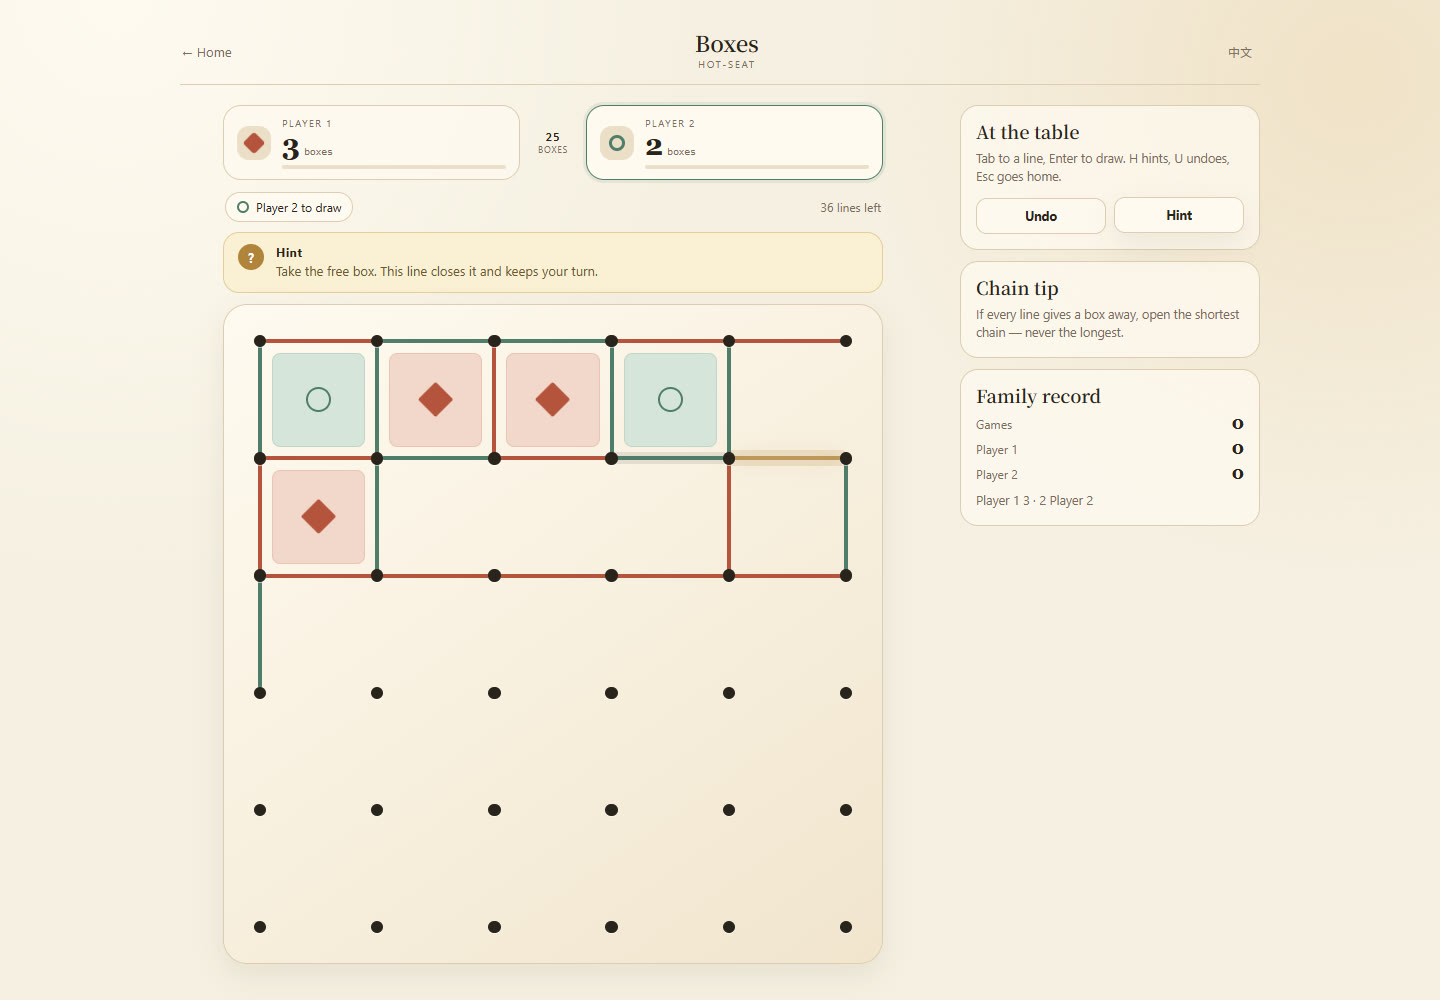 ← Home
Boxes
HOT-SEAT
中文
PLAYER 1
3 boxes
25
BOXES
PLAYER 2
2 boxes
Player 2 to draw
36 lines left
?
Hint
Take the free box. This line closes it and keeps your turn.
At the table
Tab to a line, Enter to draw. H hints, U undoes,
Esc goes home.
Undo
Hint
Chain tip
If every line gives a box away, open the shortest
chain — never the longest.
Family record
Games 0
Player 1 0
Player 2 0
Player 1 3 · 2 Player 2